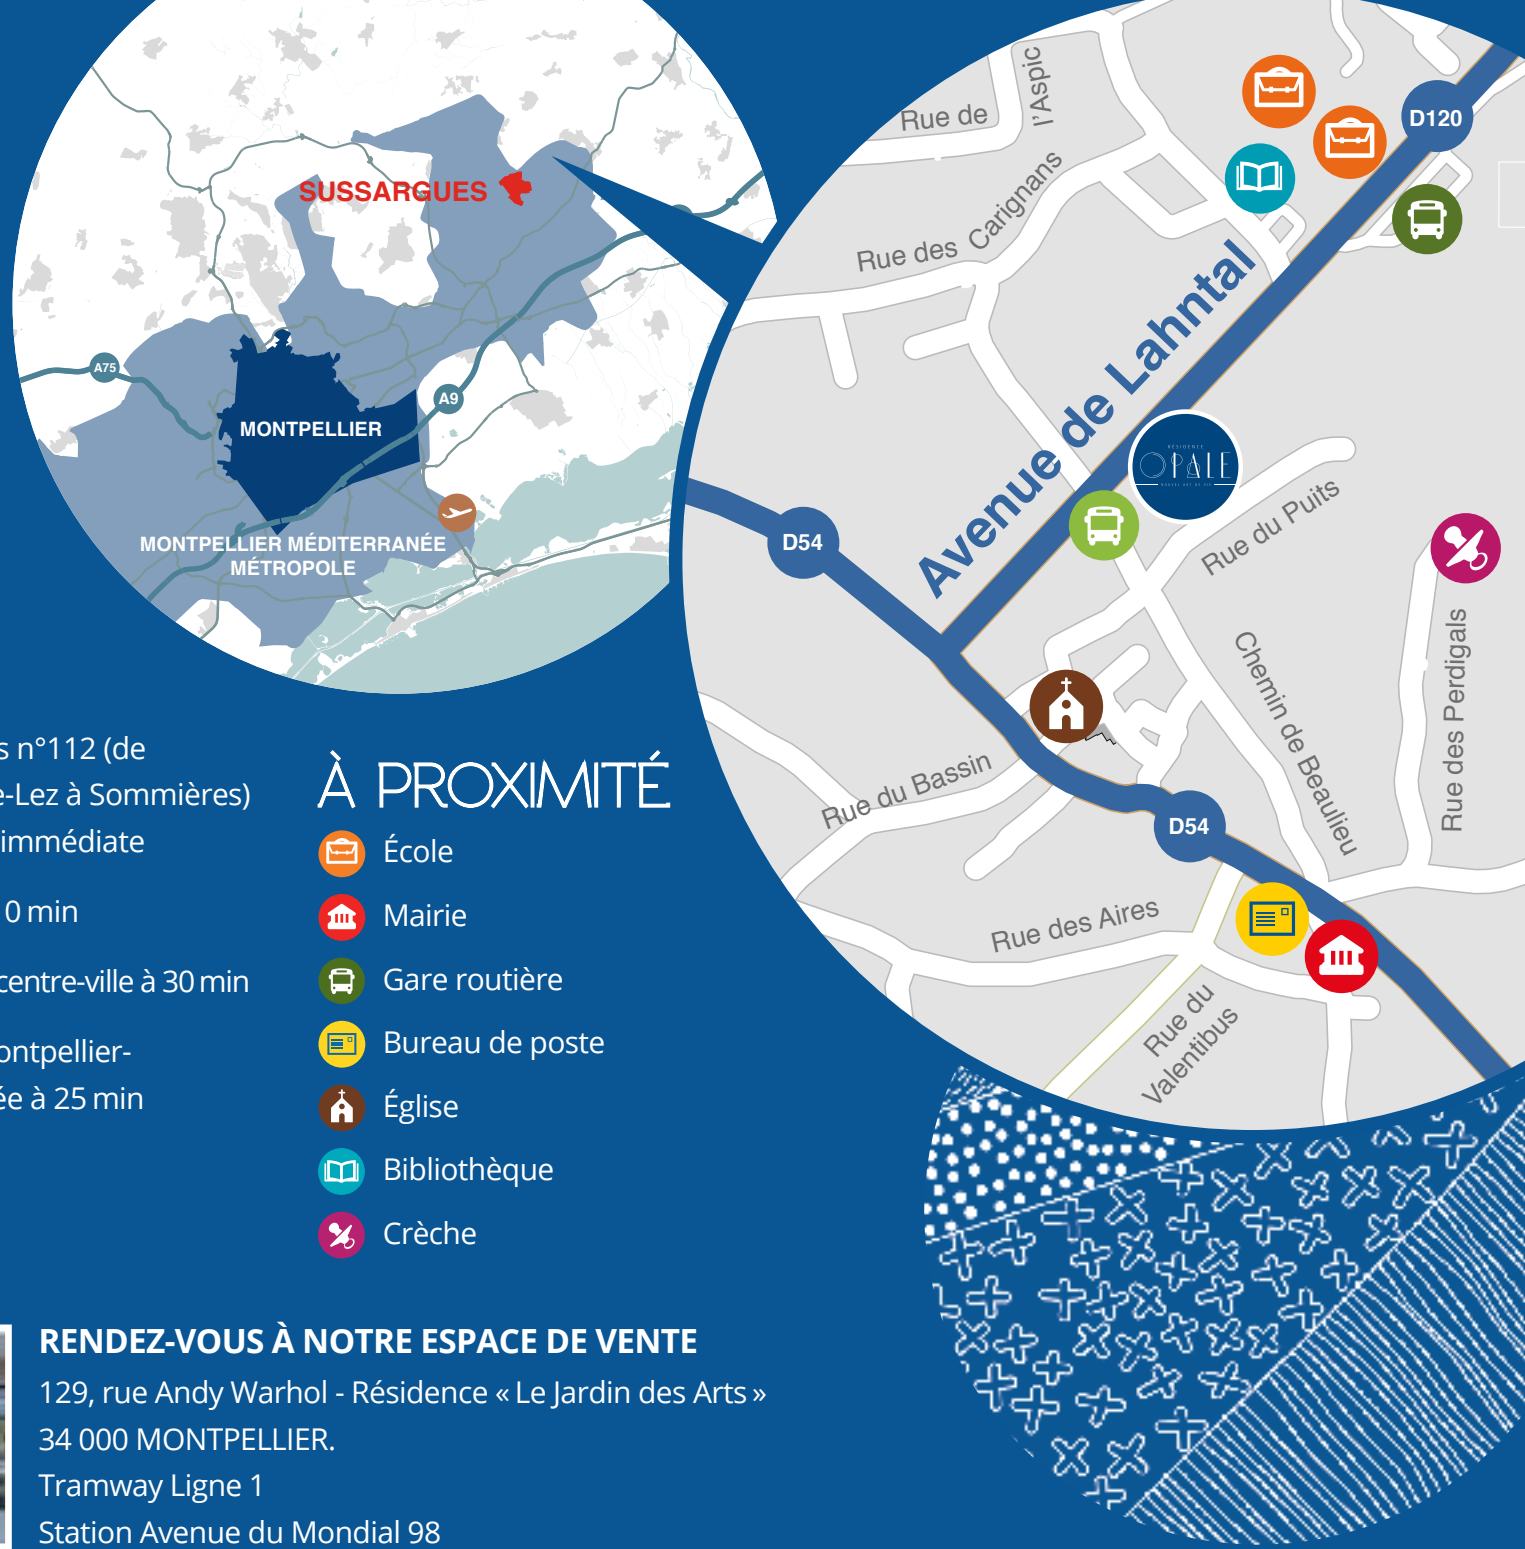 SUSSARGUES
A75
A9
MONTPELLIER
MONTPELLIER MÉDITERRANÉE
MÉTROPOLE
Rue de
l'Aspic
Rue des Carignans
D120
Avenue de Lahntal
RÉSIDENCE
OPALE
D54
Rue du Puits
Chemin de Beaulieu
Rue des Perdigals
Rue du Bassin
D54
Rue des Aires
Rue du
Valentibus
s n°112 (de
e-Lez à Sommières)
immédiate
0 min
centre-ville à 30 min
ontpellier-
ée à 25 min
À PROXIMITÉ
École
Mairie
Gare routière
Bureau de poste
Église
Bibliothèque
Crèche
RENDEZ-VOUS À NOTRE ESPACE DE VENTE
129, rue Andy Warhol - Résidence « Le Jardin des Arts »
34 000 MONTPELLIER.
Tramway Ligne 1
Station Avenue du Mondial 98